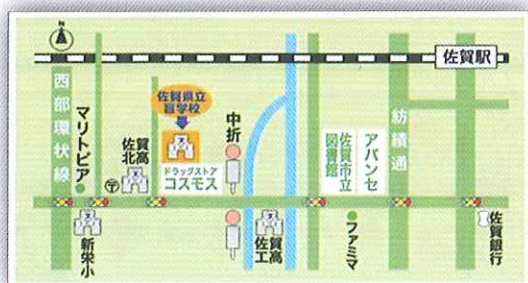 N
佐賀駅
西部環状線
マリトピア
佐賀北高
佐賀県立
盲学校
ドラッグストア
コスモス
中折
佐賀市立
図書館
アバンセ
紡績通
新栄小
佐賀工高
ファミマ
佐賀銀行